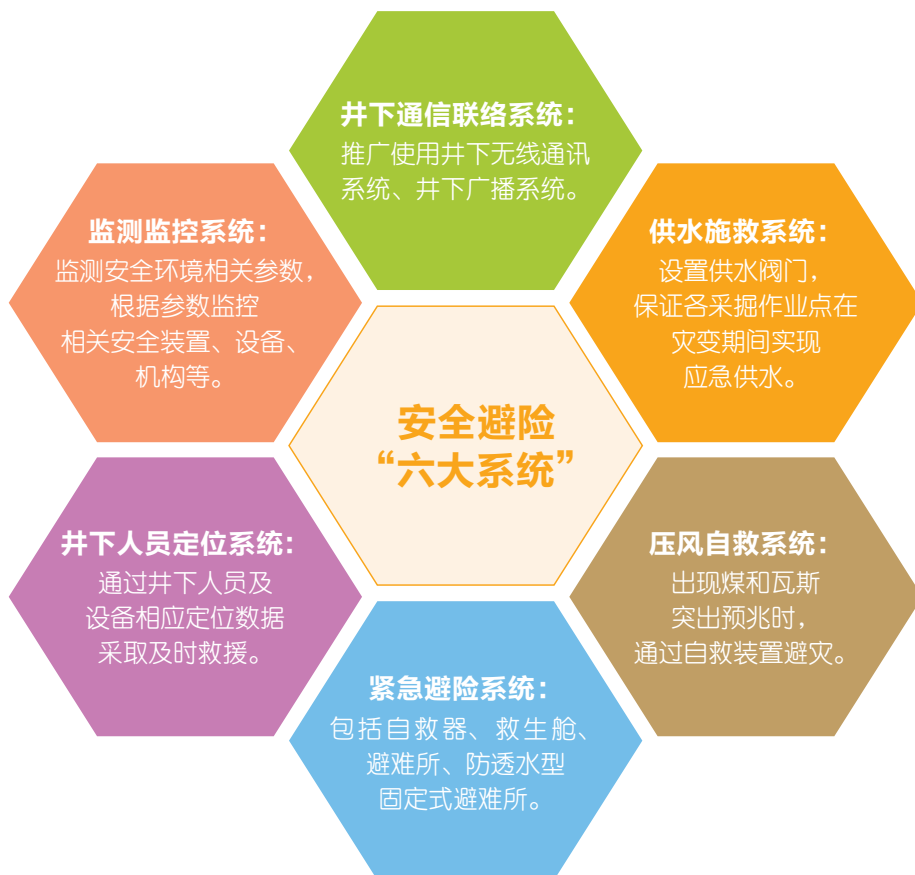 井下通信联络系统：
推广使用井下无线通讯
系统、井下广播系统。
监测监控系统：
监测安全环境相关参数，
根据参数监控
相关安全装置、设备、
机构等。
供水施救系统：
设置供水阀门，
保证各采掘作业点在
灾变期间实现
应急供水。
安全避险
“六大系统”
井下人员定位系统：
通过井下人员及
设备相应定位数据
采取及时救援。
压风自救系统：
出现煤和瓦斯
突出预兆时，
通过自救装置避灾。
紧急避险系统：
包括自救器、救生舱、
避难所、防透水型
固定式避难所。